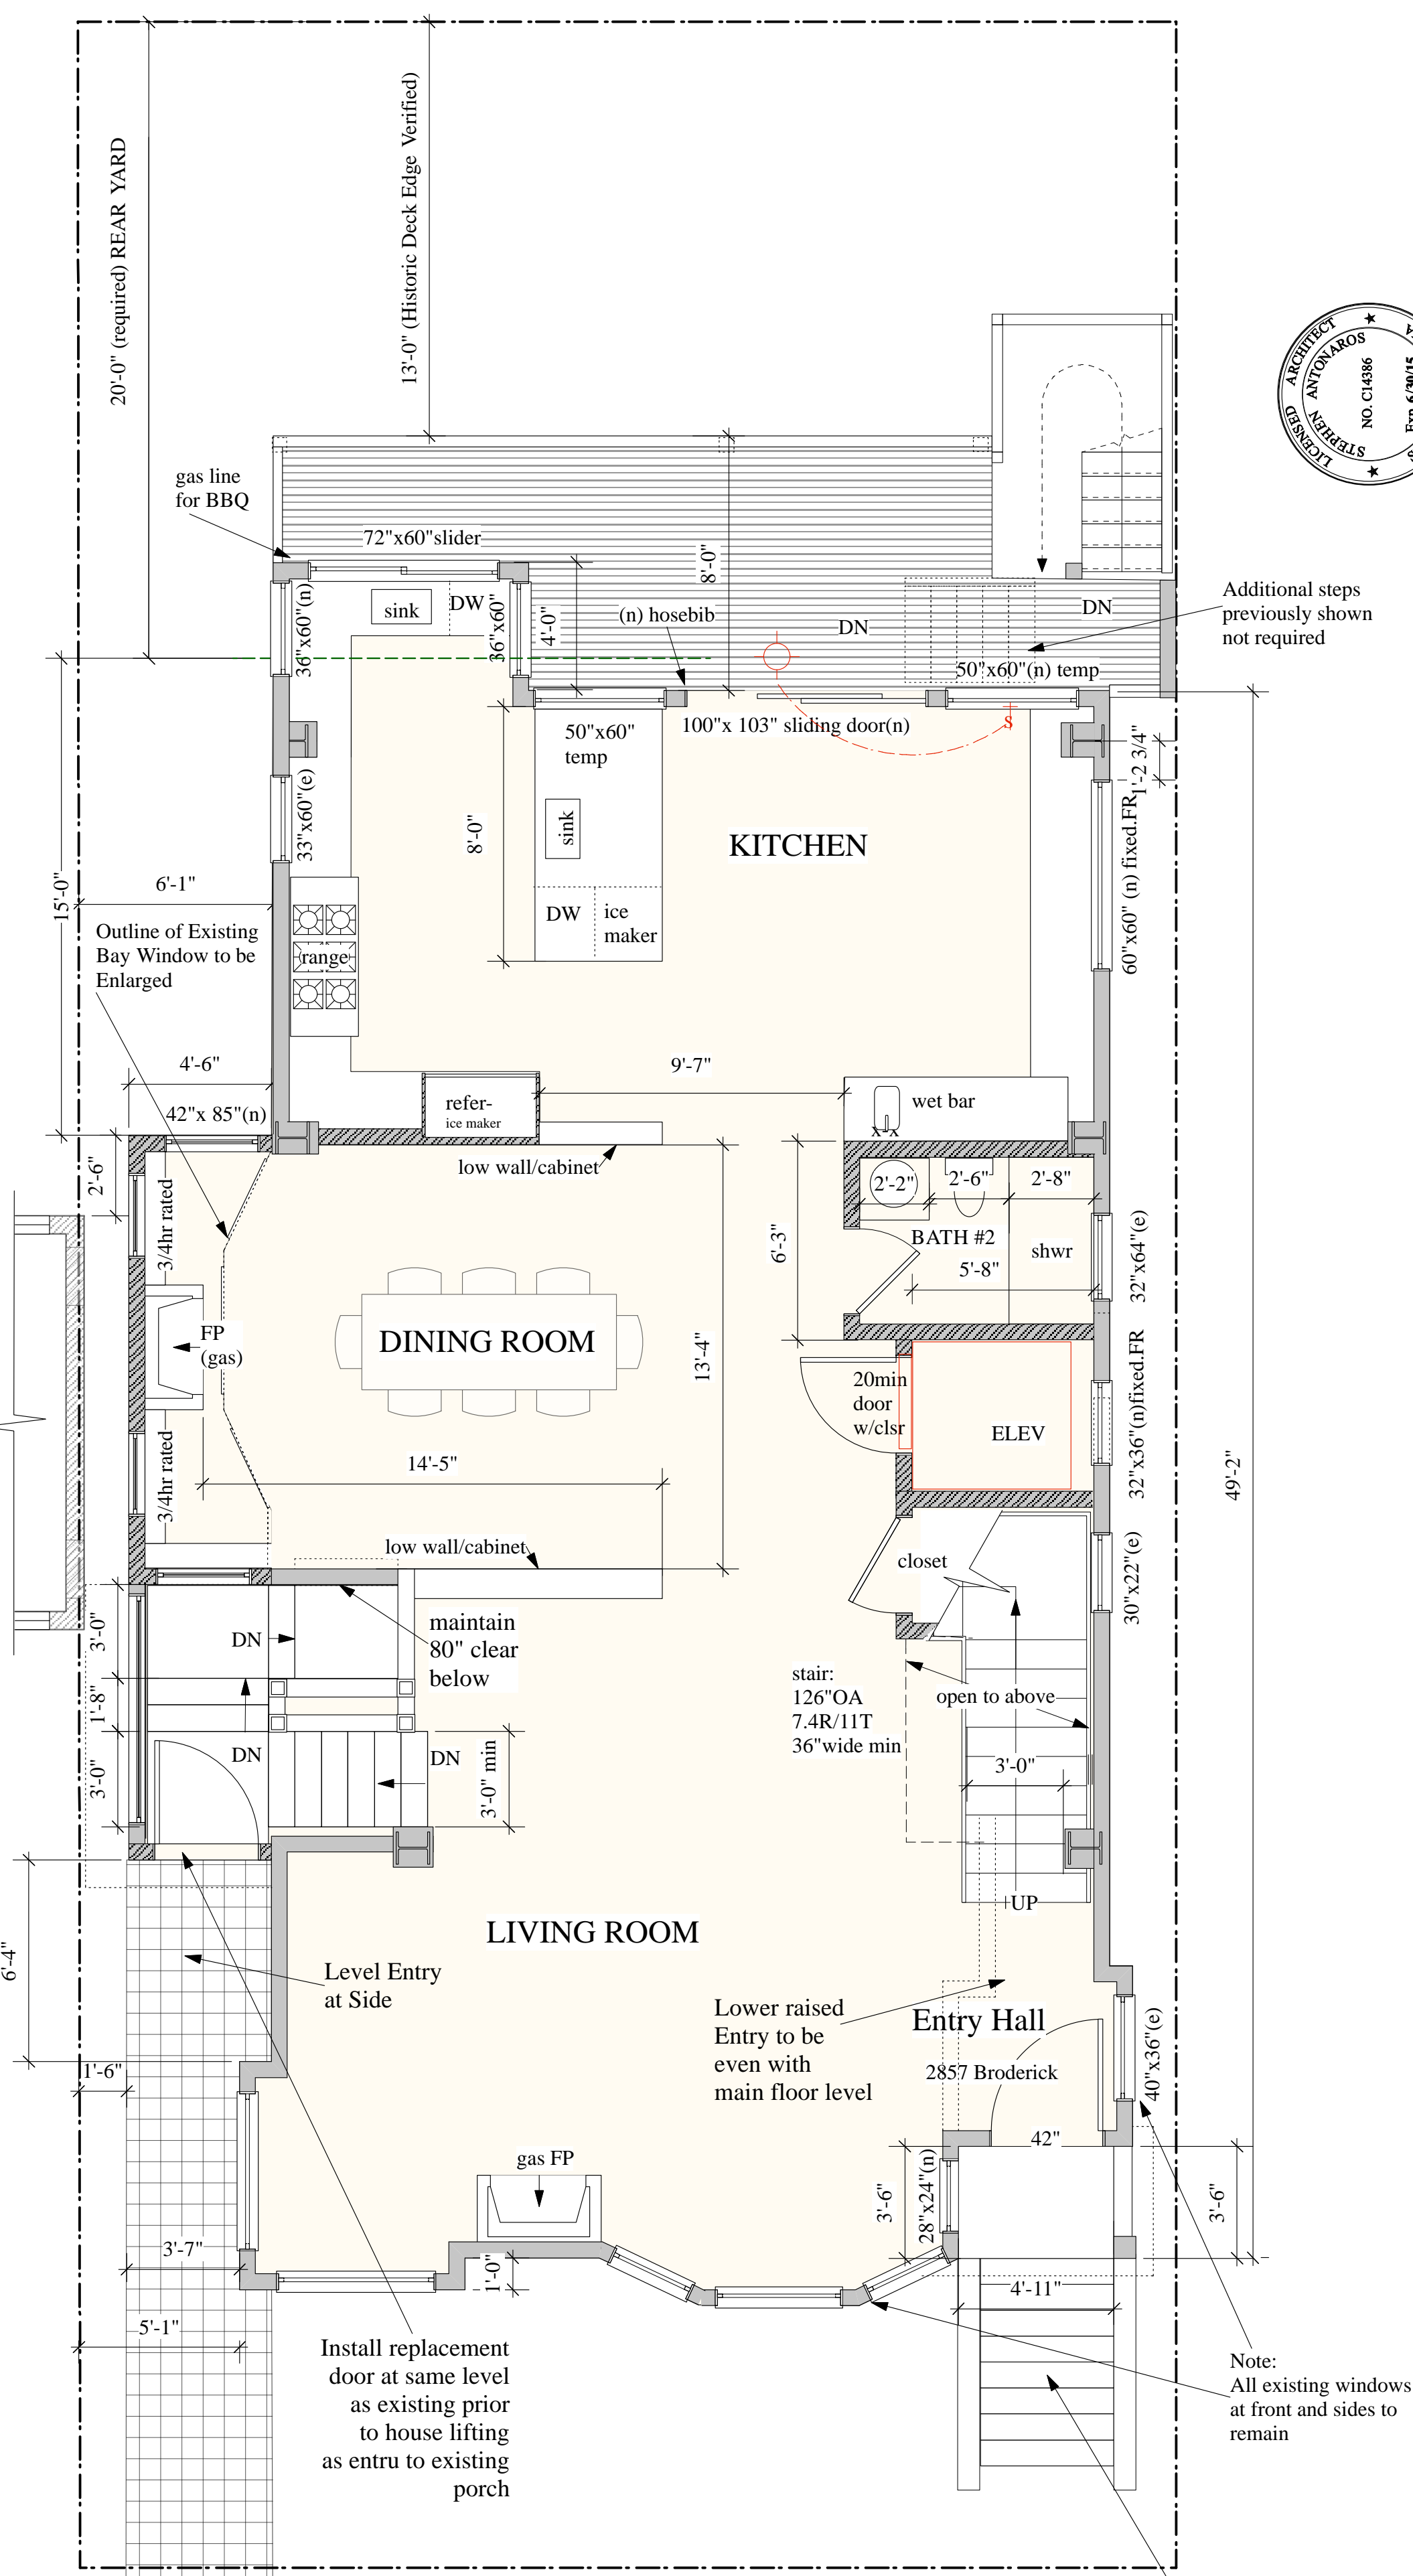 20'-0" (required) REAR YARD
13'-0" (Historic Deck Edge Verified)
LICENSED ARCHITECT
STEPHEN ANTONAROS
NO. C14386
Exp. 6/30/15
gas line
for BBQ
72"x60"slider
8'-0"
36"x60"(n)
sink
DW
36"x60"
4'-0"
(n) hosebib
DN
DN
Additional steps
previously shown
not required
50"x60"(n) temp
S
50"x60"
temp
100"x 103" sliding door(n)
1'-2 3/4"
33"x60"(e)
8'-0"
sink
KITCHEN
60"x60" (n) fixed.FR
15'-0"
6'-1"
DW
ice
maker
Outline of Existing
Bay Window to be
Enlarged
range
4'-6"
9'-7"
42"x 85"(n)
refer-
ice maker
wet bar
x-x
2'-6"
low wall/cabinet
2'-2"
2'-6"
2'-8"
3/4hr rated
6'-3"
BATH #2
shwr
5'-8"
32"x64"(e)
FP
(gas)
DINING ROOM
13'-4"
20min
door
w/clsr
ELEV
32"x36"(n)fixed.FR
3/4hr rated
14'-5"
49'-2"
low wall/cabinet
closet
30"x22"(e)
3'-0"
DN
maintain
80" clear
below
1'-8"
stair:
126"OA
7.4R/11T
36"wide min
open to above
3'-0"
DN
DN
3'-0" min
3'-0"
UP
LIVING ROOM
6'-4"
Level Entry
at Side
Lower raised
Entry to be
even with
main floor level
Entry Hall
1'-6"
2857 Broderick
40"x36"(e)
42"
gas FP
3'-6"
28"x24"(n)
3'-6"
3'-7"
1'-0"
4'-11"
5'-1"
Install replacement
door at same level
as existing prior
to house lifting
as entru to existing
porch
Note:
All existing windows
at front and sides to
remain